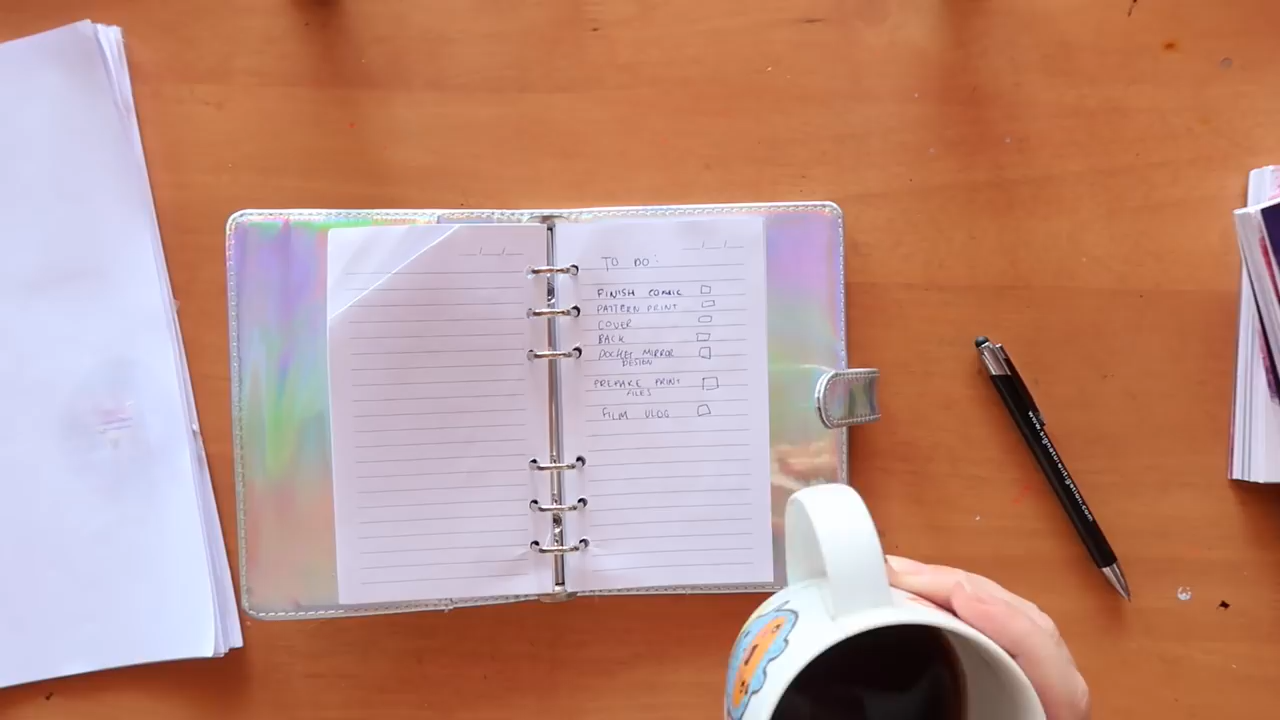 TO DO:
FINISH COMIC
PATTERN PRINT
COVER
BACK
POCKET MIRROR
DESIGN
PREPARE PRINT
FILES
FILM VLOG